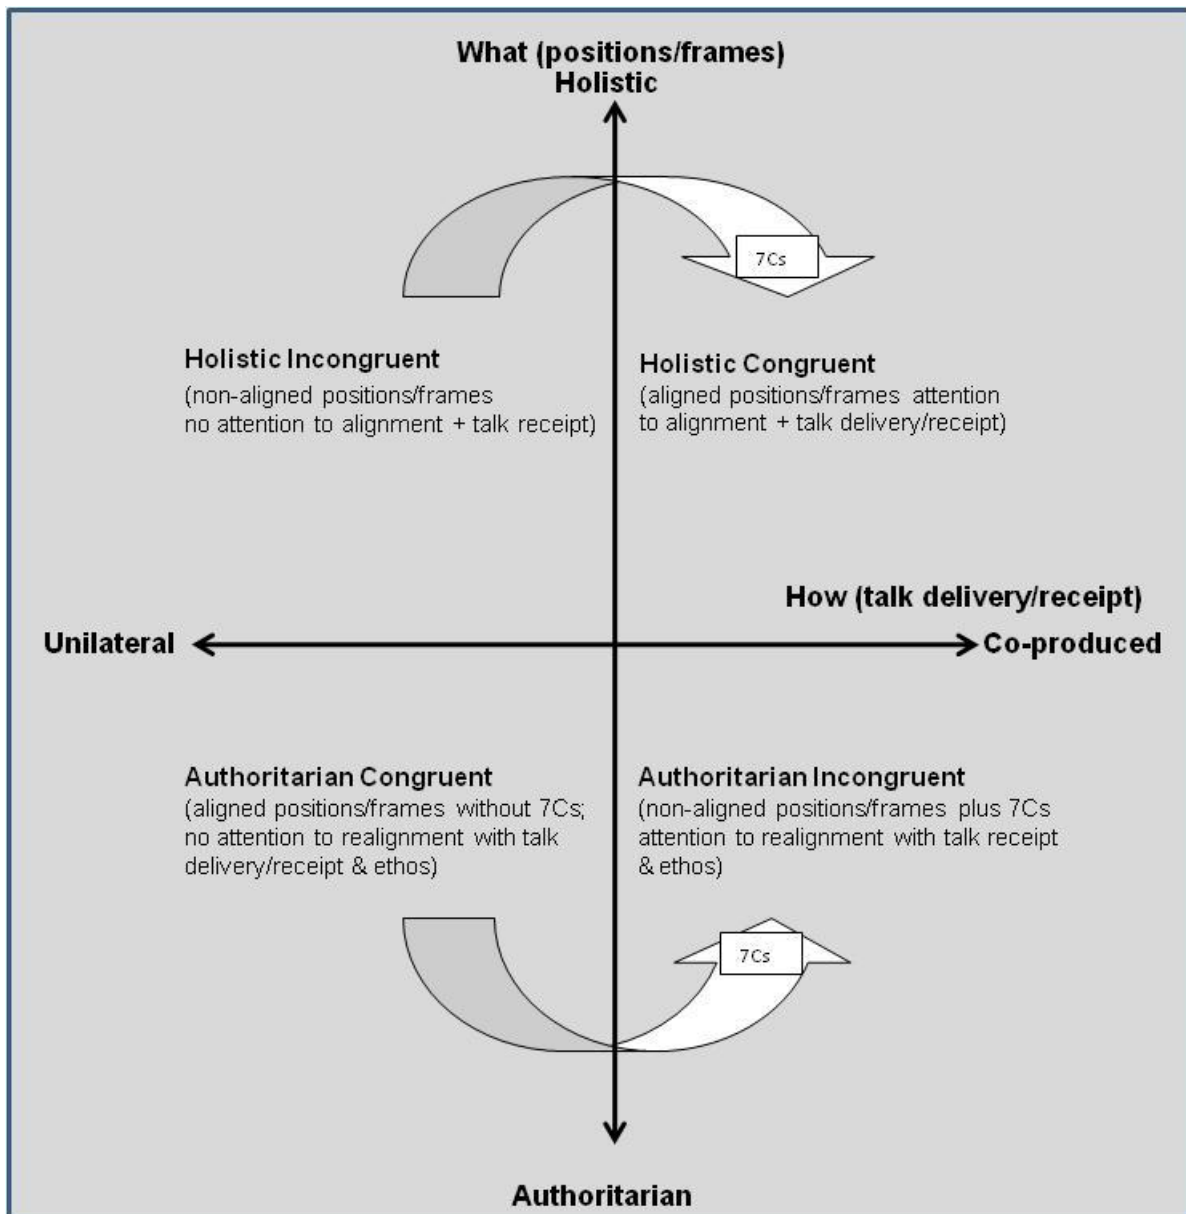 What (positions/frames)
Holistic
7Cs
Holistic Incongruent
(non-aligned positions/frames
no attention to alignment + talk receipt)
Holistic Congruent
(aligned positions/frames attention
to alignment + talk delivery/receipt)
How (talk delivery/receipt)
Unilateral
Co-produced
Authoritarian Congruent
(aligned positions/frames without 7Cs;
no attention to realignment with talk
delivery/receipt & ethos)
Authoritarian Incongruent
(non-aligned positions/frames plus 7Cs
attention to realignment with talk receipt
& ethos)
7Cs
Authoritarian